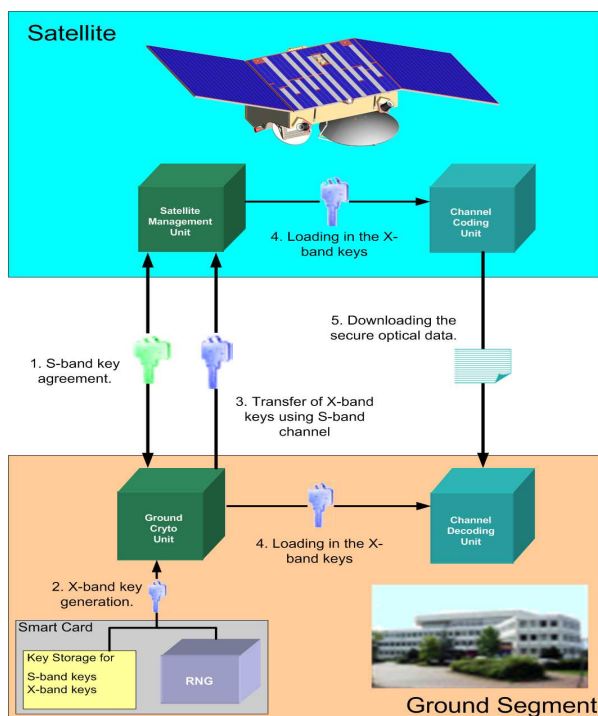 Satellite
Satellite
Management
Unit
4. Loading in the X-
band keys
Channel
Coding
Unit
1. S-band key
agreement.
3. Transfer of X-band
keys using S-band
channel
5. Downloading the
secure optical data.
Ground
Cryto
Unit
4. Loading in the X-
band keys
Channel
Decoding
Unit
2. X-band key
generation.
Smart Card
Key Storage for
S-band keys
X-band keys
RNG
Ground Segment